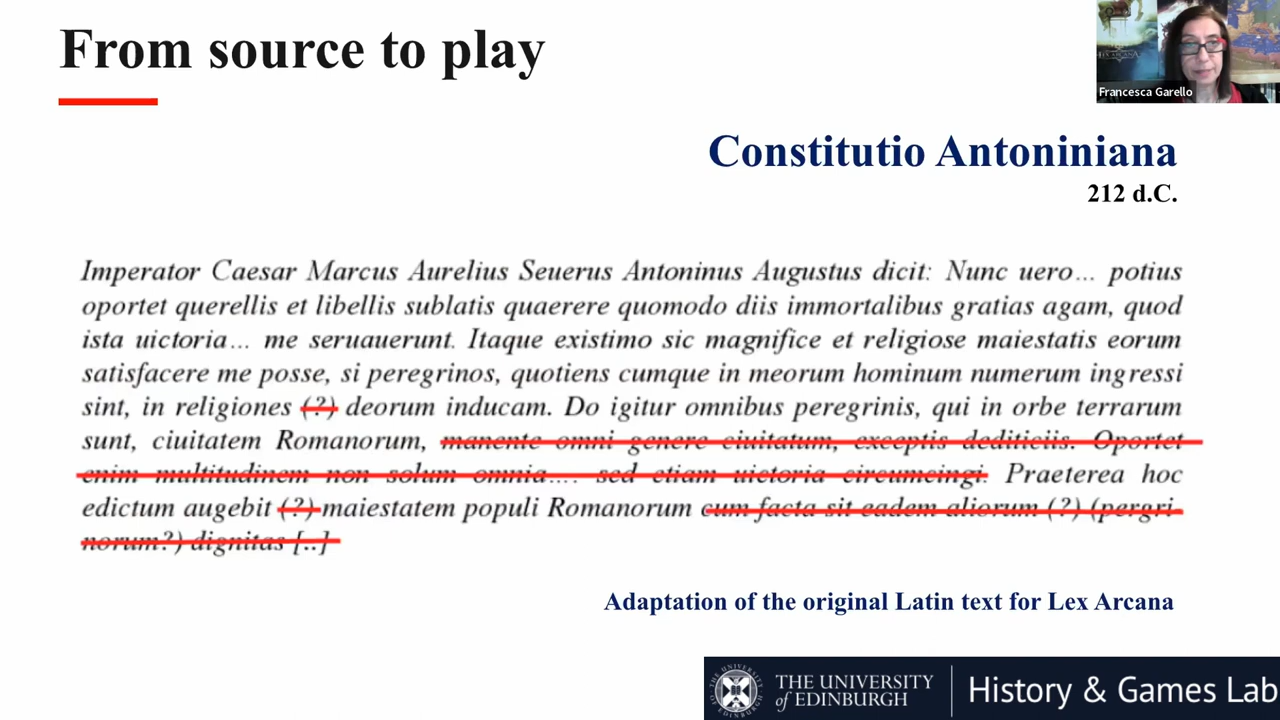 From source to play
Francesca Garello
Constitutio Antoniniana
212 d.C.
Imperator Caesar Marcus Aurelius Seuerus Antoninus Augustus dicit: Nunc uero... potius
oportet querellis et libellis sublatis quaerere quomodo diis immortalibus gratias agam, quod
ista uictoria... me seruauerunt. Itaque existimo sic magnifice et religiose maiestatis eorum
satisfacere me posse, si peregrinos, quotiens cumque in meorum hominum numerum ingressi
sint, in religiones (?) deorum inducam. Do igitur omnibus peregrinis, qui in orbe terrarum
sunt, ciuitatem Romanorum, manente omni genere ciuitatum, exceptis dediticiis. Oportet
enim multitudinem non solum omnia.... sed etiam uictoria circumcingi. Praeterea hoc
edictum augebit (?) maiestatem populi Romanorum cum facta sit eadem aliorum (?) (pergri-
norum?) dignitas [..]
Adaptation of the original Latin text for Lex Arcana
THE UNIVERSITY
of EDINBURGH
History & Games Lab